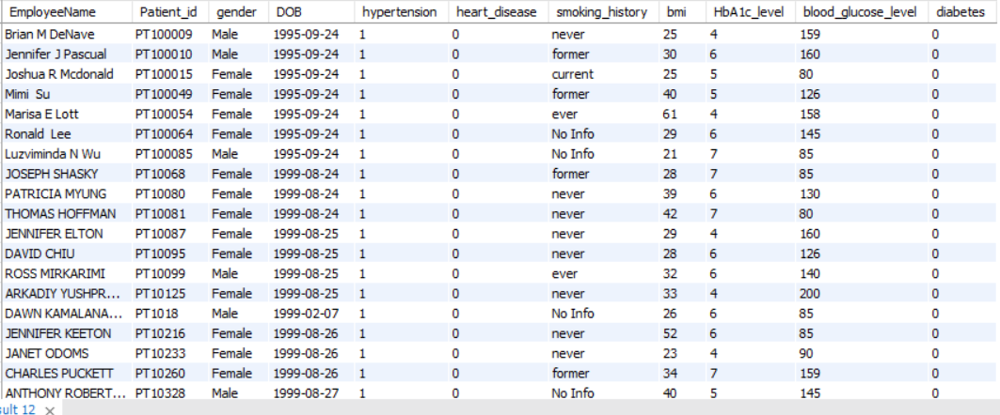 EmployeeName Patient_id gender DOB hypertension heart_disease smoking_history bmi HbA1c_level blood_glucose_level diabetes
Brian M DeNave PT100009 Male 1995-09-24 1 0 never 25 4 159 0
Jennifer J Pascual PT100010 Male 1995-09-24 1 0 former 30 6 160 0
Joshua R Mcdonald PT100015 Female 1995-09-24 1 0 current 25 5 80 0
Mimi Su PT100049 Female 1995-09-24 1 0 former 40 5 126 0
Marisa E Lott PT100054 Female 1995-09-24 1 0 ever 61 4 158 0
Ronald Lee PT100064 Female 1995-09-24 1 0 No Info 29 6 145 0
Luzviminda N Wu PT100085 Male 1995-09-24 1 0 No Info 21 7 85 0
JOSEPH SHASKY PT10068 Female 1999-08-24 1 0 former 28 7 85 0
PATRICIA MYUNG PT10080 Female 1999-08-24 1 0 never 39 6 130 0
THOMAS HOFFMAN PT10081 Female 1999-08-24 1 0 never 42 7 80 0
JENNIFER ELTON PT10087 Female 1999-08-25 1 0 never 29 4 160 0
DAVID CHIU PT10095 Female 1999-08-25 1 0 never 28 6 126 0
ROSS MIRKARIMI PT10099 Male 1999-08-25 1 0 ever 32 6 140 0
ARKADIY YUSHPR... PT10125 Female 1999-08-25 1 0 never 33 4 200 0
DAWN KAMALANA... PT1018 Male 1999-02-07 1 0 No Info 26 6 85 0
JENNIFER KEETON PT10216 Female 1999-08-26 1 0 never 52 6 85 0
JANET ODOMS PT10233 Female 1999-08-26 1 0 never 23 4 90 0
CHARLES PUCKETT PT10260 Female 1999-08-26 1 0 former 34 7 159 0
ANTHONY ROBERT... PT10328 Male 1999-08-27 1 0 No Info 40 5 145 0
sult 12 ×